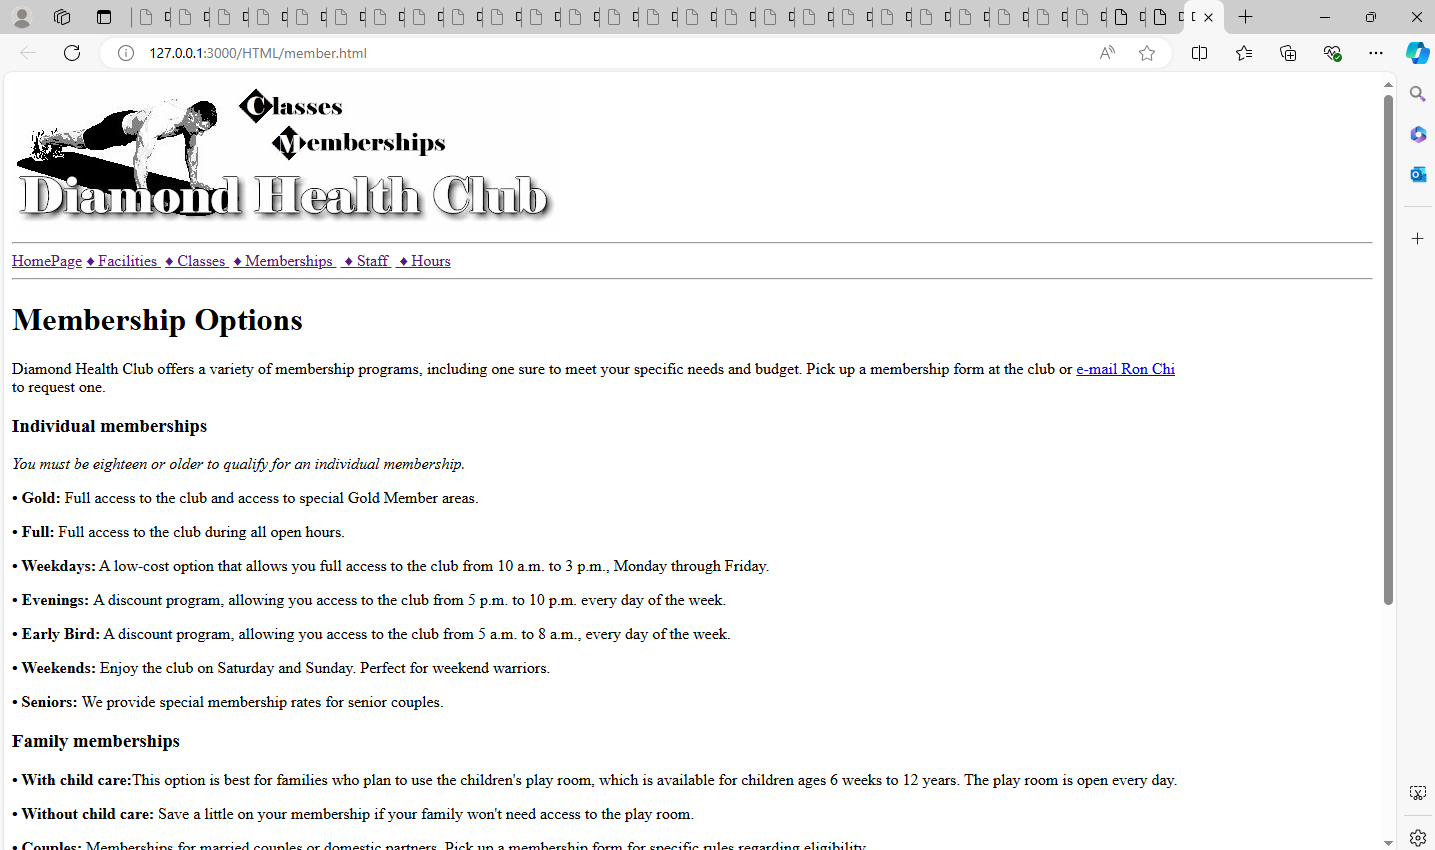 127.0.0.1:3000/HTML/member.html
Classes
Memberships
Diamond Health Club
HomePage ♦ Facilities ♦ Classes ♦ Memberships ♦ Staff ♦ Hours
Membership Options
Diamond Health Club offers a variety of membership programs, including one sure to meet your specific needs and budget. Pick up a membership form at the club or e-mail Ron Chi
to request one.
Individual memberships
You must be eighteen or older to qualify for an individual membership.
• Gold: Full access to the club and access to special Gold Member areas.
• Full: Full access to the club during all open hours.
• Weekdays: A low-cost option that allows you full access to the club from 10 a.m. to 3 p.m., Monday through Friday.
• Evenings: A discount program, allowing you access to the club from 5 p.m. to 10 p.m. every day of the week.
• Early Bird: A discount program, allowing you access to the club from 5 a.m. to 8 a.m., every day of the week.
• Weekends: Enjoy the club on Saturday and Sunday. Perfect for weekend warriors.
• Seniors: We provide special membership rates for senior couples.
Family memberships
• With child care:This option is best for families who plan to use the children's play room, which is available for children ages 6 weeks to 12 years. The play room is open every day.
• Without child care: Save a little on your membership if your family won't need access to the play room.
• Couples: Memberships for married couples or domestic partners. Pick up a membership form for specific rules regarding eligibility.